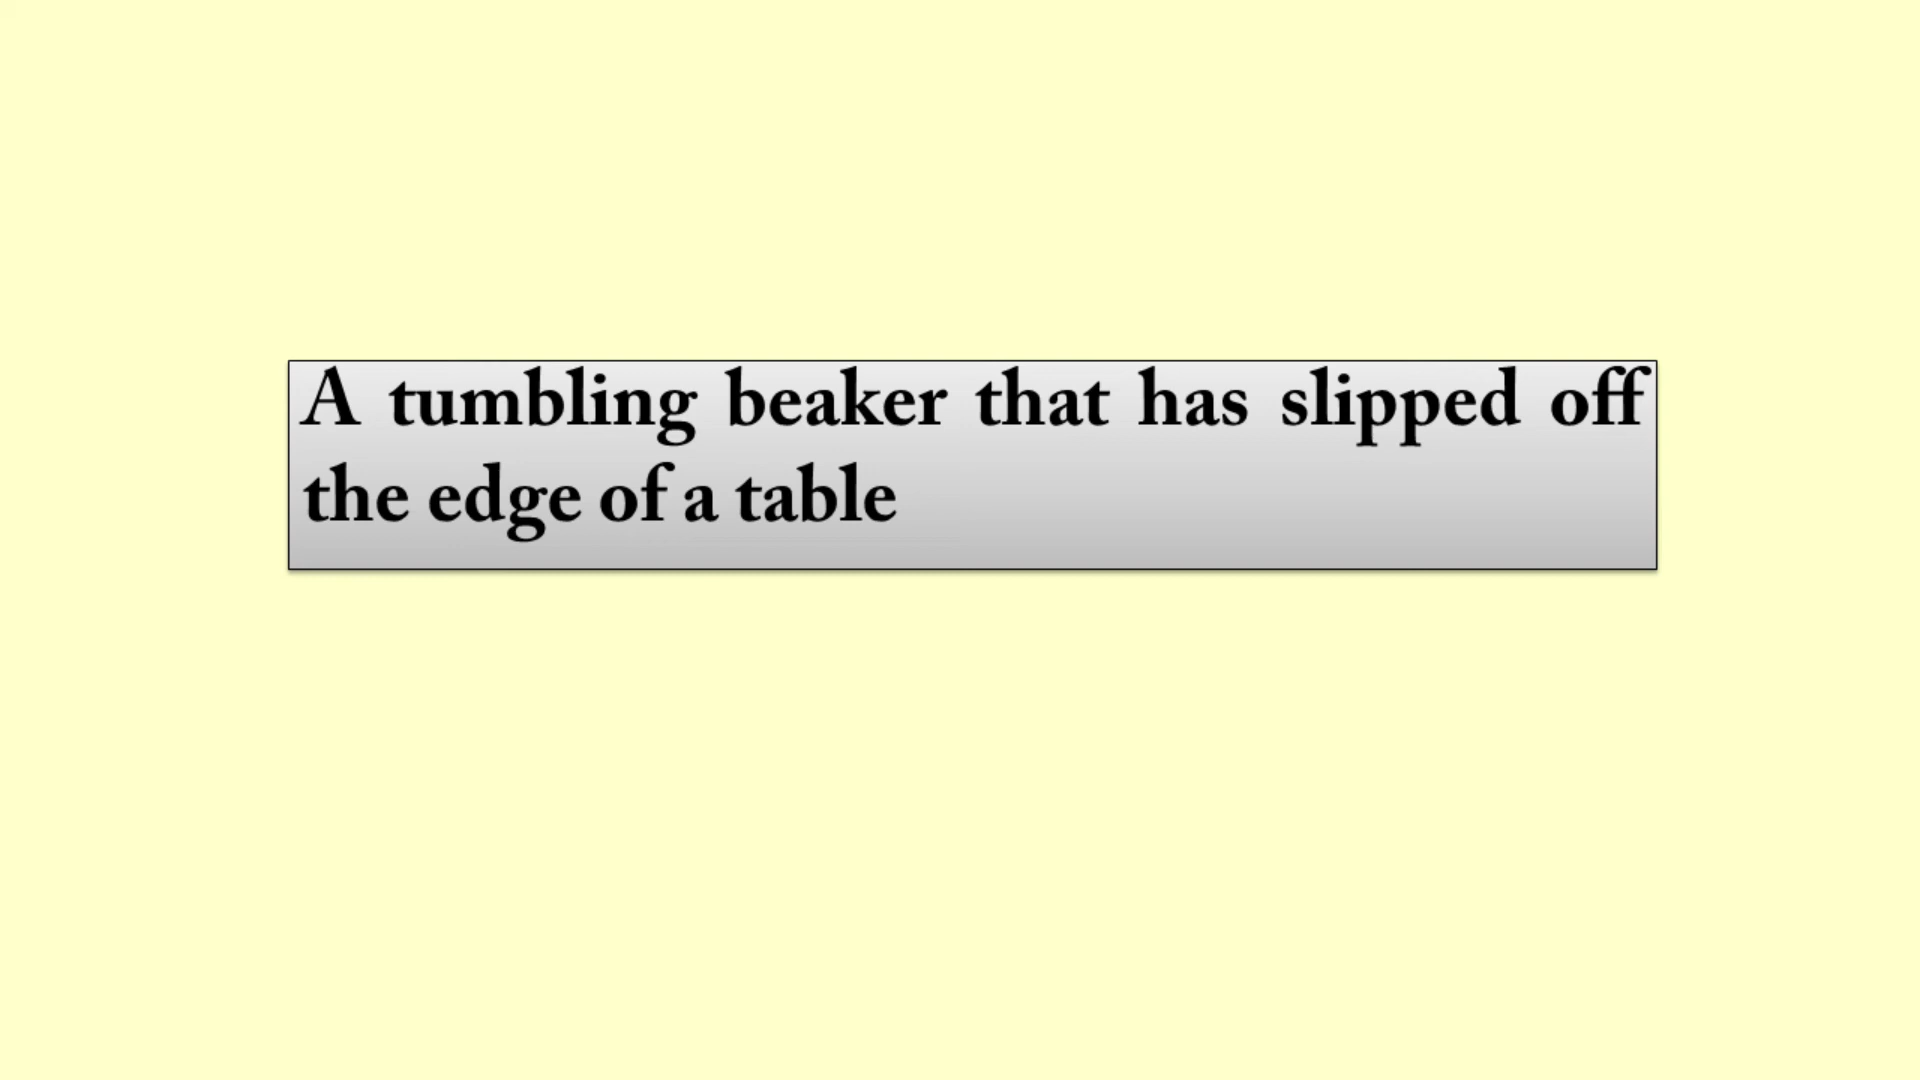 A tumbling beaker that has slipped off
the edge of a table